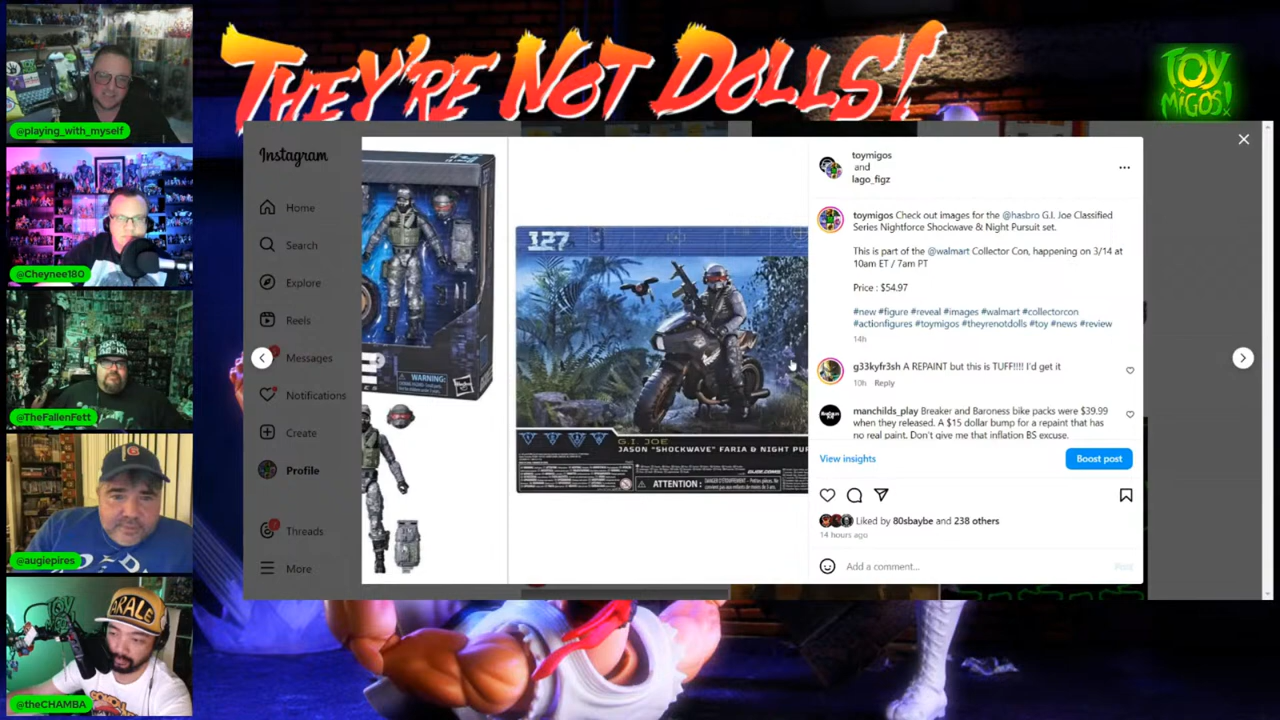 THEY'RE NOT DOLLS!
TOY
MIGOS!
@playing_with_myself
@Cheynee180
@TheFallenFett
@augiepires
ARALE
@theCHAMBA
Instagram
Home
Search
Explore
Reels
Messages
Notifications
Create
Profile
Threads
More
WARNING:
Hasbro
127
G.I. JOE
JASON "SHOCKWAVE" FARIA & NIGHT PUR
ATTENTION :
toymigos
and
lago_figz
toymigos Check out images for the @hasbro G.I. Joe Classified
Series Nightforce Shockwave & Night Pursuit set.
This is part of the @walmart Collector Con, happening on 3/14 at
10am ET / 7am PT
Price : $54.97
#new #figure #reveal #images #walmart #collectorcon
#actionfigures #toymigos #theyrenotdolls #toy #news #review
14h
g33kyfr3sh A REPAINT but this is TUFF!!!! I'd get it
10h Reply
manchilds_play Breaker and Baroness bike packs were $39.99
when they released. A $15 dollar bump for a repaint that has
no real paint. Don't give me that inflation BS excuse.
View insights
Boost post
Liked by 80sbaybe and 238 others
14 hours ago
Add a comment...
Post